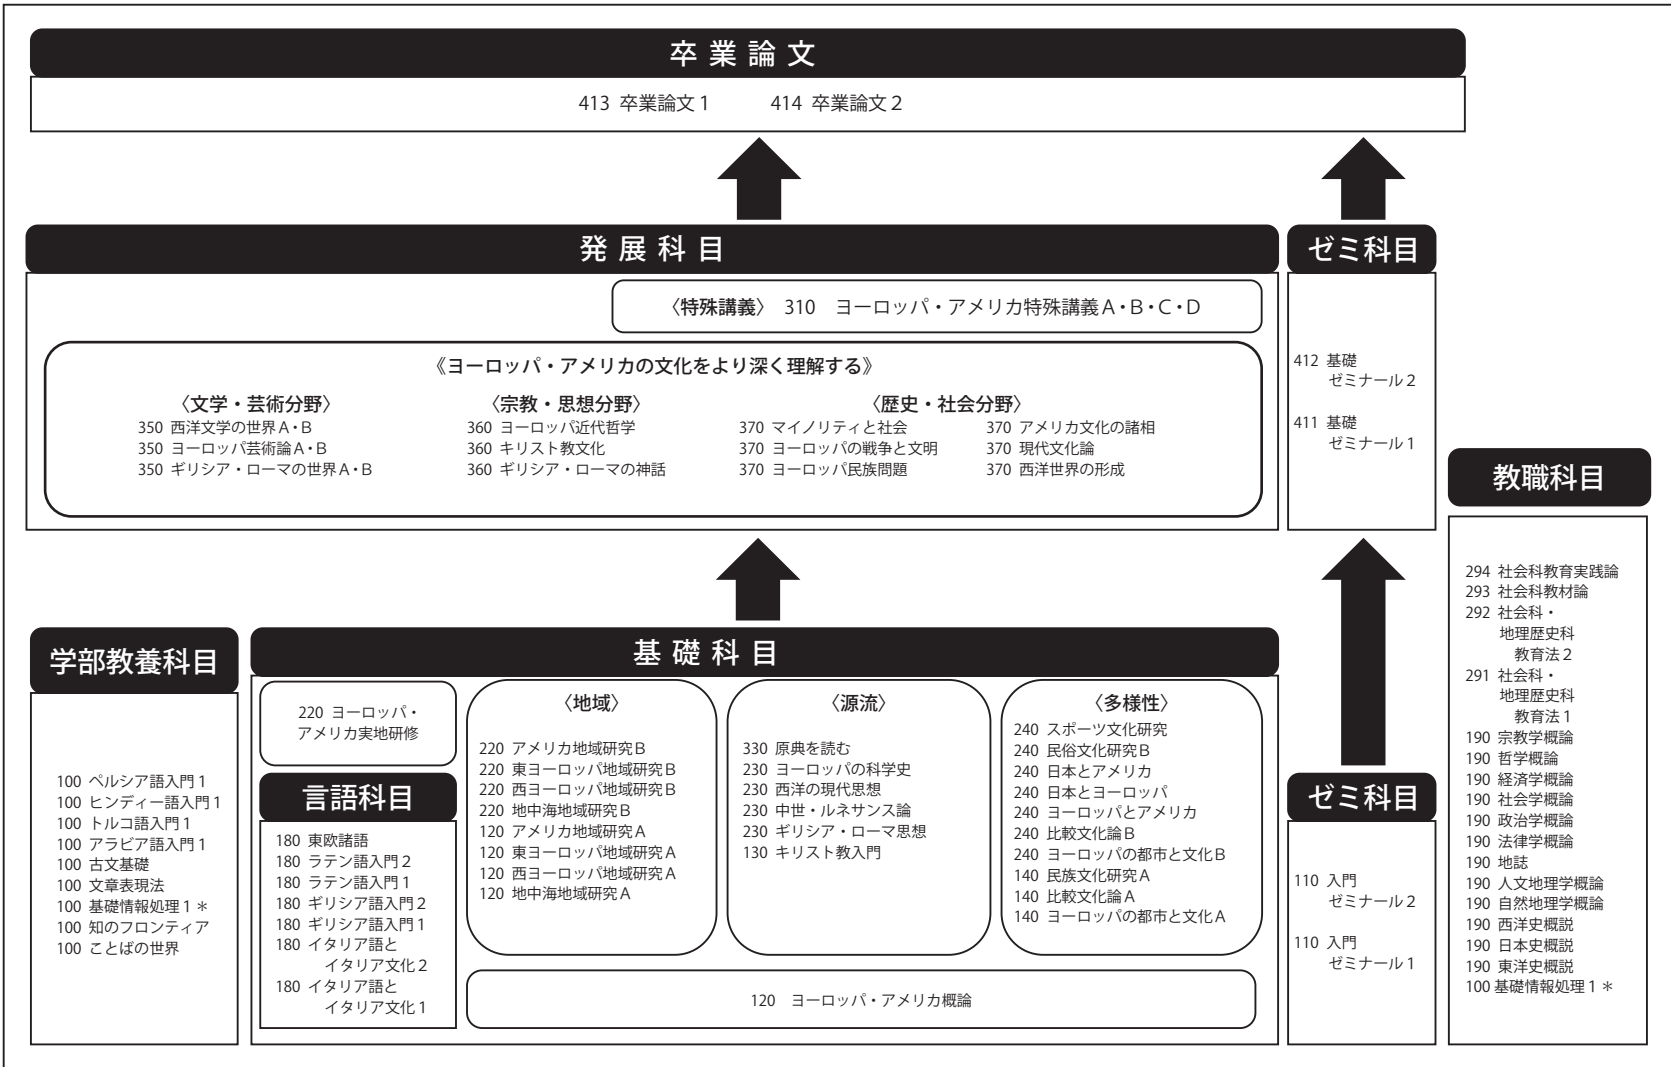 卒業論文
413 卒業論文1　414 卒業論文2
発展科目
〈特殊講義〉 310 ヨーロッパ・アメリカ特殊講義A・B・C・D
《ヨーロッパ・アメリカの文化をより深く理解する》
〈文学・芸術分野〉
350 西洋文学の世界A・B
350 ヨーロッパ芸術論A・B
350 ギリシア・ローマの世界A・B
〈宗教・思想分野〉
360 ヨーロッパ近代哲学
360 キリスト教文化
360 ギリシア・ローマの神話
〈歴史・社会分野〉
370 マイノリティと社会
370 ヨーロッパの戦争と文明
370 ヨーロッパ民族問題
370 アメリカ文化の諸相
370 現代文化論
370 西洋世界の形成
ゼミ科目
412 基礎
ゼミナール2
411 基礎
ゼミナール1
学部教養科目
100 ペルシア語入門1
100 ヒンディー語入門1
100 トルコ語入門1
100 アラビア語入門1
100 古文基礎
100 文章表現法
100 基礎情報処理1＊
100 知のフロンティア
100 ことばの世界
基礎科目
220 ヨーロッパ・
アメリカ実地研修
言語科目
180 東欧諸語
180 ラテン語入門2
180 ラテン語入門1
180 ギリシア語入門2
180 ギリシア語入門1
180 イタリア語と
イタリア文化2
180 イタリア語と
イタリア文化1
〈地域〉
220 アメリカ地域研究B
220 東ヨーロッパ地域研究B
220 西ヨーロッパ地域研究B
220 地中海地域研究B
120 アメリカ地域研究A
120 東ヨーロッパ地域研究A
120 西ヨーロッパ地域研究A
120 地中海地域研究A
〈源流〉
330 原典を読む
230 ヨーロッパの科学史
230 西洋の現代思想
230 中世・ルネサンス論
230 ギリシア・ローマ思想
130 キリスト教入門
〈多様性〉
240 スポーツ文化研究
240 民俗文化研究B
240 日本とアメリカ
240 日本とヨーロッパ
240 ヨーロッパとアメリカ
240 比較文化論B
240 ヨーロッパの都市と文化B
140 民族文化研究A
140 比較文化論A
140 ヨーロッパの都市と文化A
120 ヨーロッパ・アメリカ概論
ゼミ科目
110 入門
ゼミナール2
110 入門
ゼミナール1
教職科目
294 社会科教育実践論
293 社会科教材論
292 社会科・
地理歴史科
教育法2
291 社会科・
地理歴史科
教育法1
190 宗教学概論
190 哲学概論
190 経済学概論
190 社会学概論
190 政治学概論
190 法律学概論
190 地誌
190 人文地理学概論
190 自然地理学概論
190 西洋史概説
190 日本史概説
190 東洋史概説
100 基礎情報処理1＊